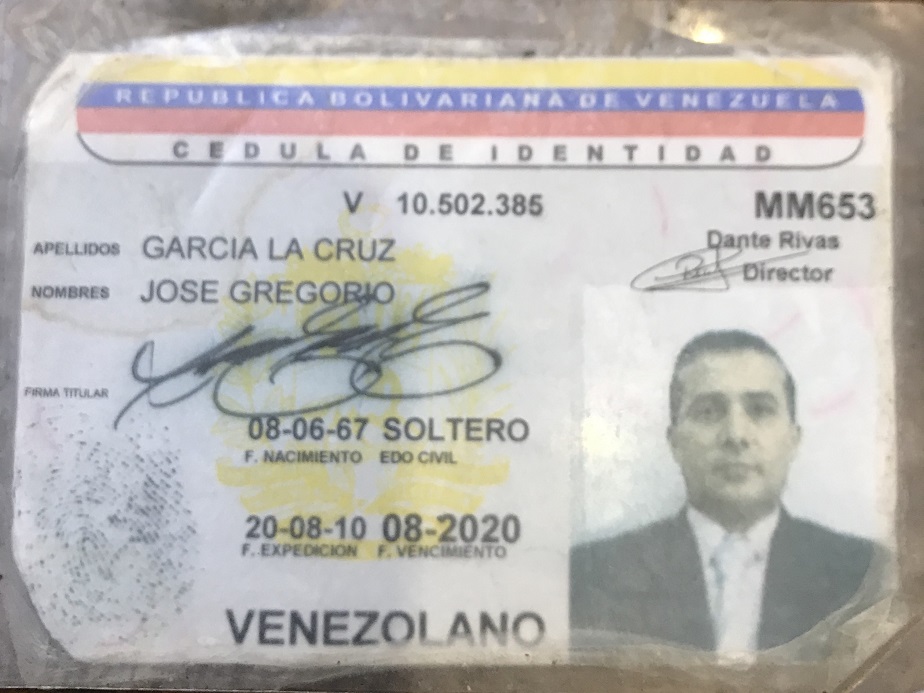 REPUBLICA BOLIVARIANA DE VENEZUELA
CEDULA DE IDENTIDAD
V 10.502.385 MM653
Dante Rivas
Director
APELLIDOS GARCIA LA CRUZ
NOMBRES JOSE GREGORIO
FIRMA TITULAR
08-06-67 SOLTERO
F. NACIMIENTO EDO CIVIL
20-08-10 08-2020
F. EXPEDICION F. VENCIMIENTO
VENEZOLANO